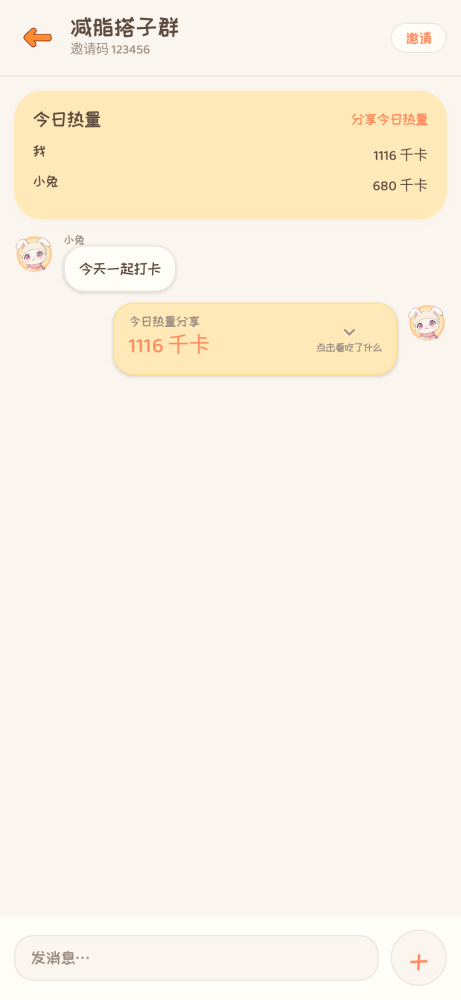 减脂搭子群
邀请码 123456
邀请
今日热量
分享今日热量
我
1116 千卡
小兔
680 千卡
小兔
今天一起打卡
今日热量分享
1116 千卡
点击看吃了什么
发消息…